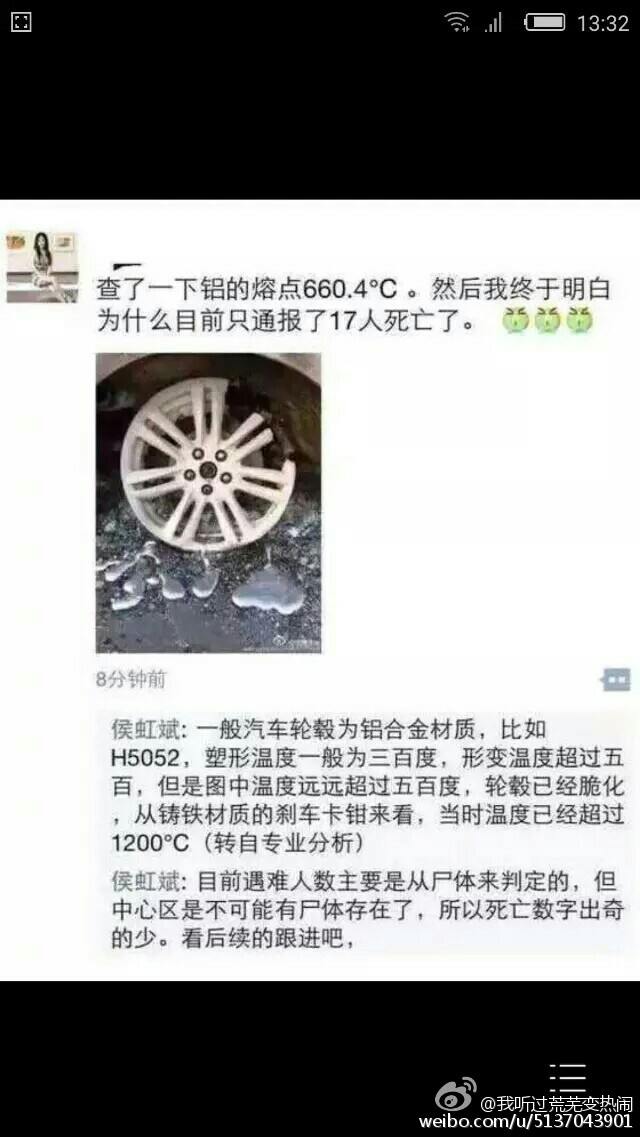 13:32
查了一下铝的熔点660.4°C 。然后我终于明白
为什么目前只通报了17人死亡了。
8分钟前
侯虹斌: 一般汽车轮毂为铝合金材质，比如
H5052，塑形温度一般为三百度，形变温度超过五
百，但是图中温度远远超过五百度，轮毂已经脆化
，从铸铁材质的刹车卡钳来看，当时温度已经超过
1200°C（转自专业分析）
侯虹斌: 目前遇难人数主要是从尸体来判定的，但
中心区是不可能有尸体存在了，所以死亡数字出奇
的少。看后续的跟进吧，
@我听过荒芜变热闹
weibo.com/u/5137043901